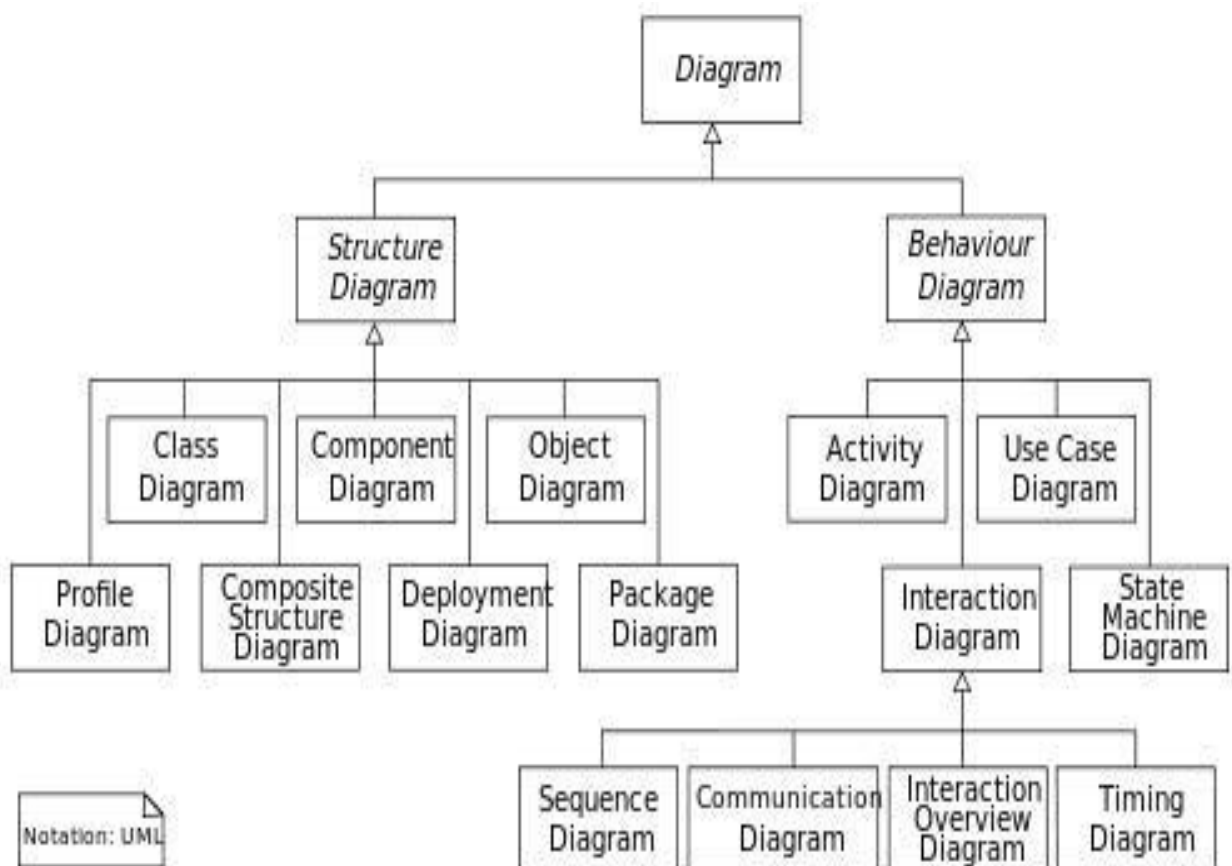 Diagram
Structure
Diagram
Behaviour
Diagram
Class
Diagram
Component
Diagram
Object
Diagram
Activity
Diagram
Use Case
Diagram
Profile
Diagram
Composite
Structure
Diagram
Deployment
Diagram
Package
Diagram
Interaction
Diagram
State
Machine
Diagram
Sequence
Diagram
Communication
Diagram
Interaction
Overview
Diagram
Timing
Diagram
Notation: UML